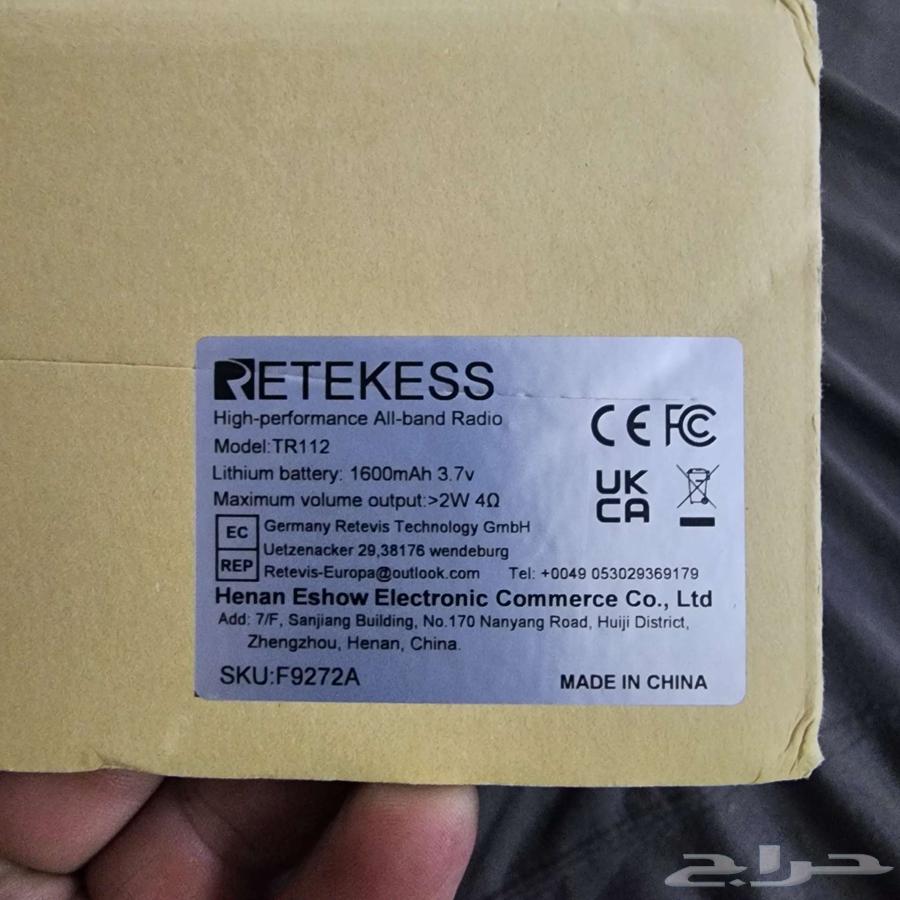 RETEKESS
High-performance All-band Radio
Model:TR112
Lithium battery: 1600mAh 3.7v
Maximum volume output:>2W 4Ω
CE FC
UK
CA
EC
REP
Germany Retevis Technology GmbH
Uetzenacker 29,38176 wendeburg
Retevis-Europa@outlook.com Tel: +0049 053029369179
Henan Eshow Electronic Commerce Co., Ltd
Add: 7/F, Sanjiang Building, No.170 Nanyang Road, Huiji District,
Zhengzhou, Henan, China.
SKU:F9272A
MADE IN CHINA
حراج